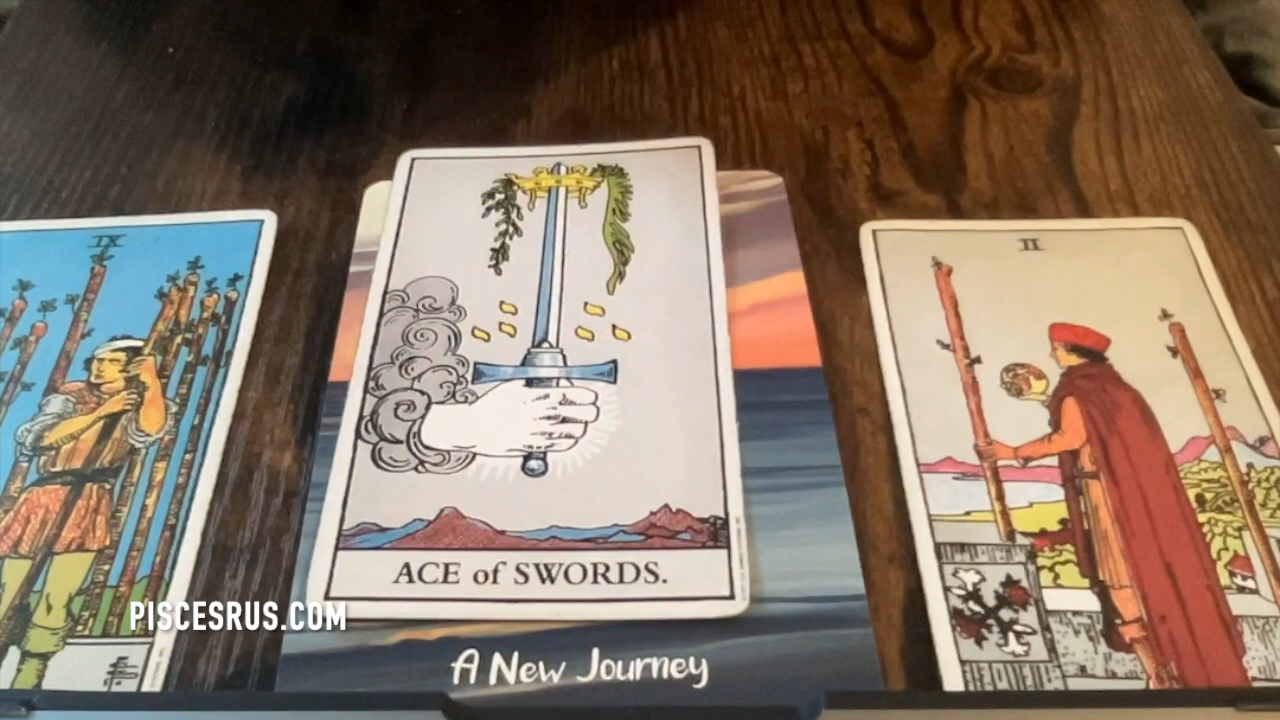 IX
II
ACE of SWORDS.
PISCESRUS.COM
A New Journey